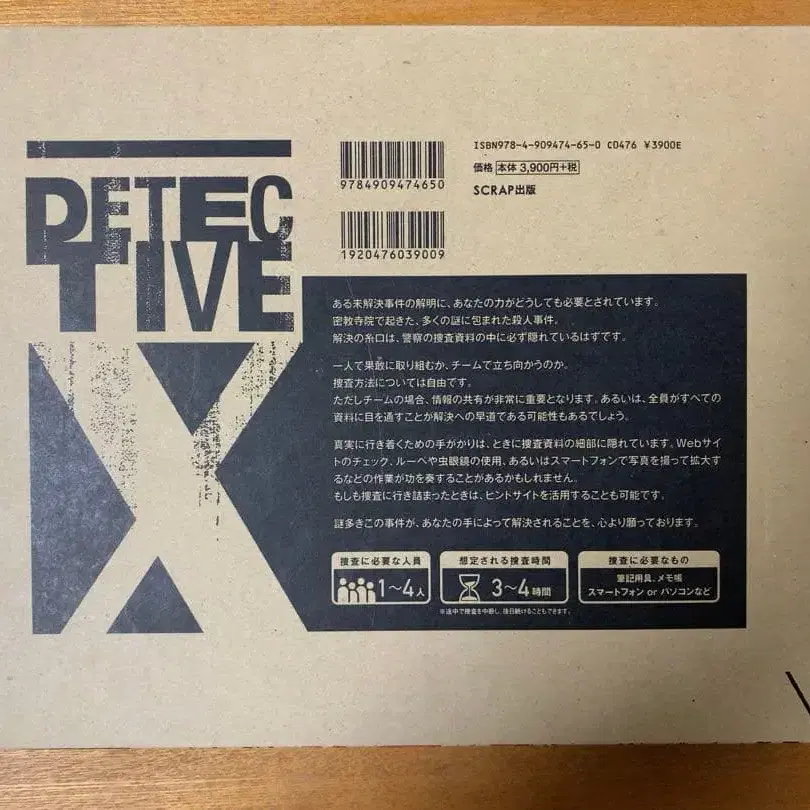 DETEC
TIVE
X
9784909474650
1920476039009
ISBN978-4-909474-65-0 C0476 ¥3900E
価格 本体 3,900円+税
SCRAP出版
ある未解決事件の解明に、あなたの力がどうしても必要とされています。
密教寺院で起きた、多くの謎に包まれた殺人事件。
解決の糸口は、警察の捜査資料の中に必ず隠れているはずです。
一人で果敢に取り組むか、チームで立ち向かうのか。
捜査方法については自由です。
ただしチームの場合、情報の共有が非常に重要となります。あるいは、全員がすべての
資料に目を通すことが解決への早道である可能性もあるでしょう。
真実に行き着くための手がかりは、ときに捜査資料の細部に隠れています。Webサイ
トのチェック、ルーペや虫眼鏡の使用、あるいはスマートフォンで写真を撮って拡大す
るなどの作業が功を奏することがあるかもしれません。
もしも捜査に行き詰まったときは、ヒントサイトを活用することも可能です。
謎多きこの事件が、あなたの手によって解決されることを、心より願っております。
捜査に必要な人員
1〜4人
想定される捜査時間
3〜4時間
※途中で捜査を中断し、後日続けることもできます。
捜査に必要なもの
筆記用具、メモ帳
スマートフォン or パソコンなど